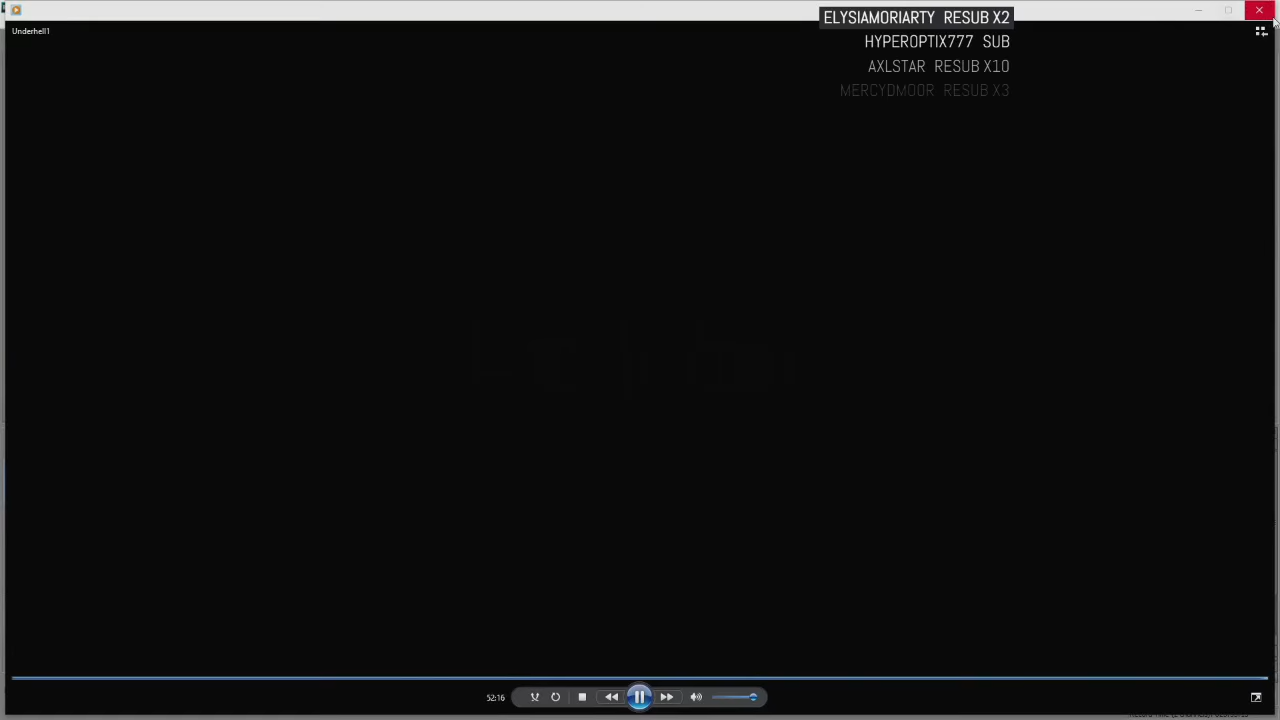 ELYSIAMORIARTY RESUB X2
Underhell1
HYPEROPTIX777 SUB
AXLSTAR RESUB X10
MERCYDMOOR RESUB X3
52:16